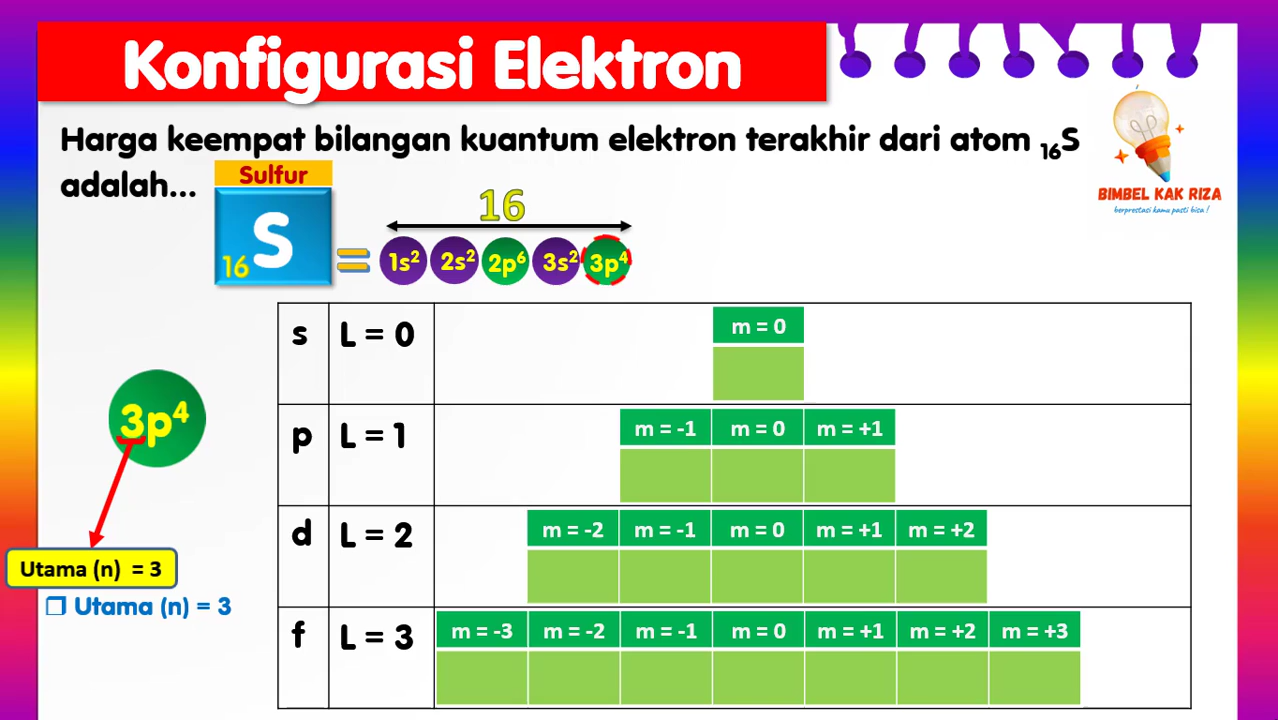 Konfigurasi Elektron
Harga keempat bilangan kuantum elektron terakhir dari atom ₁₆S
adalah...
Sulfur
16
S
16
=
1s² 2s² 2p⁶ 3s² 3p⁴
BIMBEL KAK RIZA
berprestasi kamu pasti bisa !
3p⁴
Utama (n) = 3
❒ Utama (n) = 3
s L = 0
m = 0
p L = 1
m = -1 m = 0 m = +1
d L = 2
m = -2 m = -1 m = 0 m = +1 m = +2
f L = 3
m = -3 m = -2 m = -1 m = 0 m = +1 m = +2 m = +3